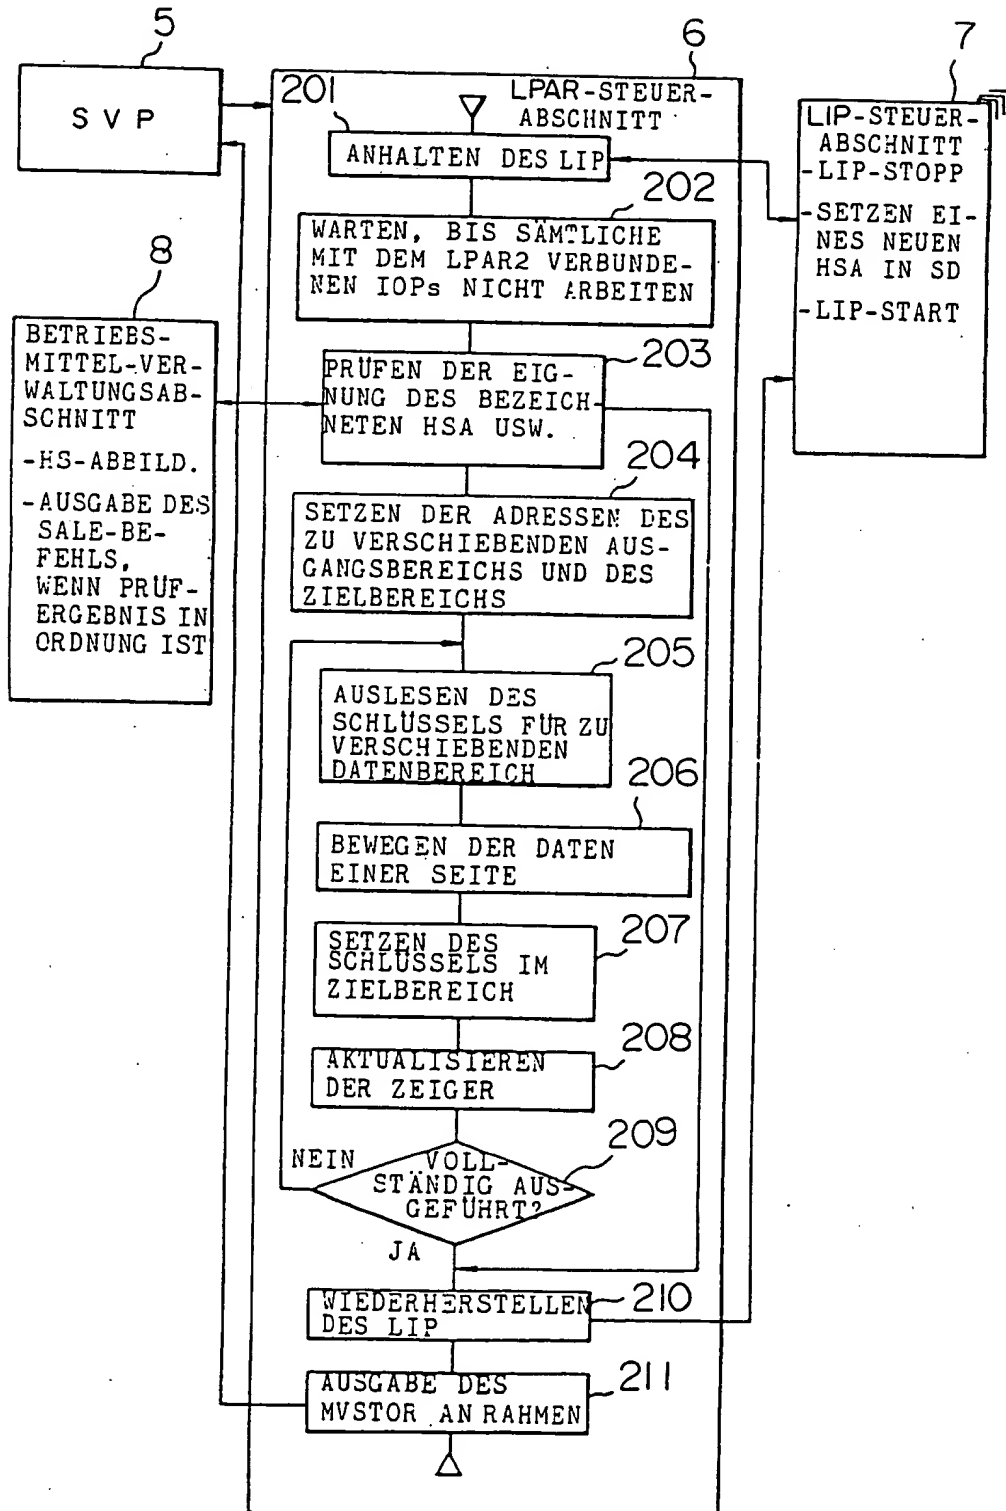 5
SVP
6
LPAR-STEUER-
ABSCHNITT
7
LIP-STEUER-
ABSCHNITT
-LIP-STOPP
-SETZEN EI-
NES NEUEN
HSA IN SD
-LIP-START
8
BETRIEBS-
MITTEL-VER-
WALTUNGSAB-
SCHNITT
-HS-ABBILD.
-AUSGABE DES
SALE-BE-
FEHLS,
WENN PRÜF-
ERGEBNIS IN
ORDNUNG IST
201
ANHALTEN DES LIP
202
WARTEN, BIS SÄMTLICHE
MIT DEM LPAR2 VERBUNDE-
NEN IOPs NICHT ARBEITEN
203
PRÜFEN DER EIG-
NUNG DES BEZEICH-
NETEN HSA USW.
204
SETZEN DER ADRESSEN DES
ZU VERSCHIEBENDEN AUS-
GANGSBEREICHS UND DES
ZIELBEREICHS
205
AUSLESEN DES
SCHLÜSSELS FÜR ZU
VERSCHIEBENDEN
DATENBEREICH
206
BEWEGEN DER DATEN
EINER SEITE
207
SETZEN DES
SCHLÜSSELS IM
ZIELBEREICH
208
AKTUALISIEREN
DER ZEIGER
209
NEIN
VOLL-
STÄNDIG AUS-
GEFÜHRT?
JA
210
WIEDERHERSTELLEN
DES LIP
211
AUSGABE DES
MVSTOR AN RAHMEN